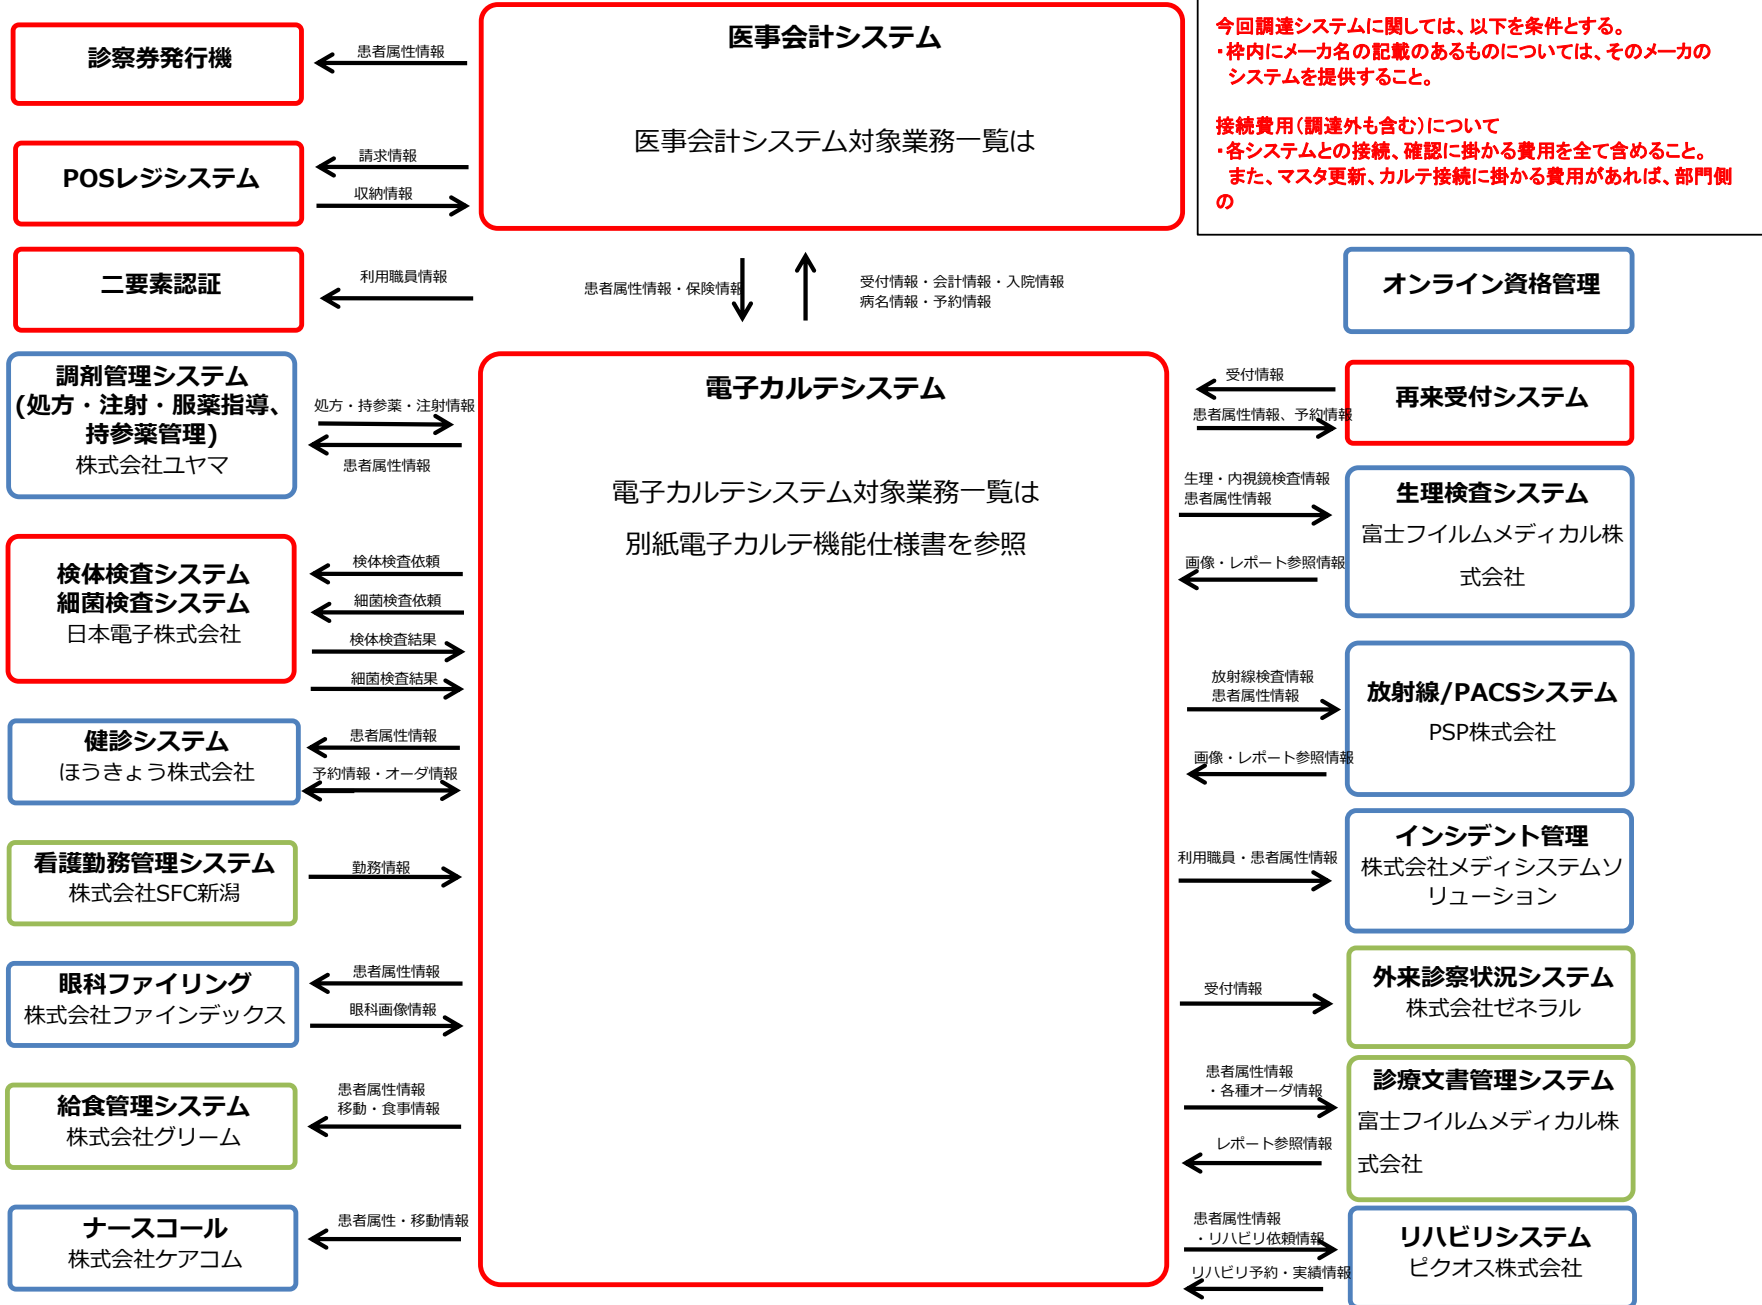 診察券発行機
患者属性情報
医事会計システム
医事会計システム対象業務一覧は
今回調達システムに関しては、以下を条件とする。
・枠内にメーカ名の記載のあるものについては、そのメーカの
システムを提供すること。
接続費用(調達外も含む)について
・各システムとの接続、確認に掛かる費用を全て含めること。
また、マスタ更新、カルテ接続に掛かる費用があれば、部門側
の
POSレジシステム
請求情報
収納情報
二要素認証
利用職員情報
患者属性情報・保険情報
受付情報・会計情報・入院情報
病名情報・予約情報
オンライン資格管理
調剤管理システム
(処方・注射・服薬指導、
持参薬管理)
株式会社ユヤマ
処方・持参薬・注射情報
患者属性情報
電子カルテシステム
電子カルテシステム対象業務一覧は
別紙電子カルテ機能仕様書を参照
受付情報
患者属性情報、予約情報
再来受付システム
生理・内視鏡検査情報
患者属性情報
画像・レポート参照情報
生理検査システム
富士フイルムメディカル株
式会社
検体検査システム
細菌検査システム
日本電子株式会社
検体検査依頼
細菌検査依頼
検体検査結果
細菌検査結果
放射線検査情報
患者属性情報
画像・レポート参照情報
放射線/PACSシステム
PSP株式会社
健診システム
ほうきょう株式会社
患者属性情報
予約情報・オーダ情報
利用職員・患者属性情報
インシデント管理
株式会社メディシステムソ
リューション
看護勤務管理システム
株式会社SFC新潟
勤務情報
眼科ファイリング
株式会社ファインデックス
患者属性情報
眼科画像情報
受付情報
外来診察状況システム
株式会社ゼネラル
給食管理システム
株式会社グリーム
患者属性情報
移動・食事情報
患者属性情報
・各種オーダ情報
レポート参照情報
診療文書管理システム
富士フイルムメディカル株
式会社
ナースコール
株式会社ケアコム
患者属性・移動情報
患者属性情報
・リハビリ依頼情報
リハビリ予約・実績情報
リハビリシステム
ピクオス株式会社